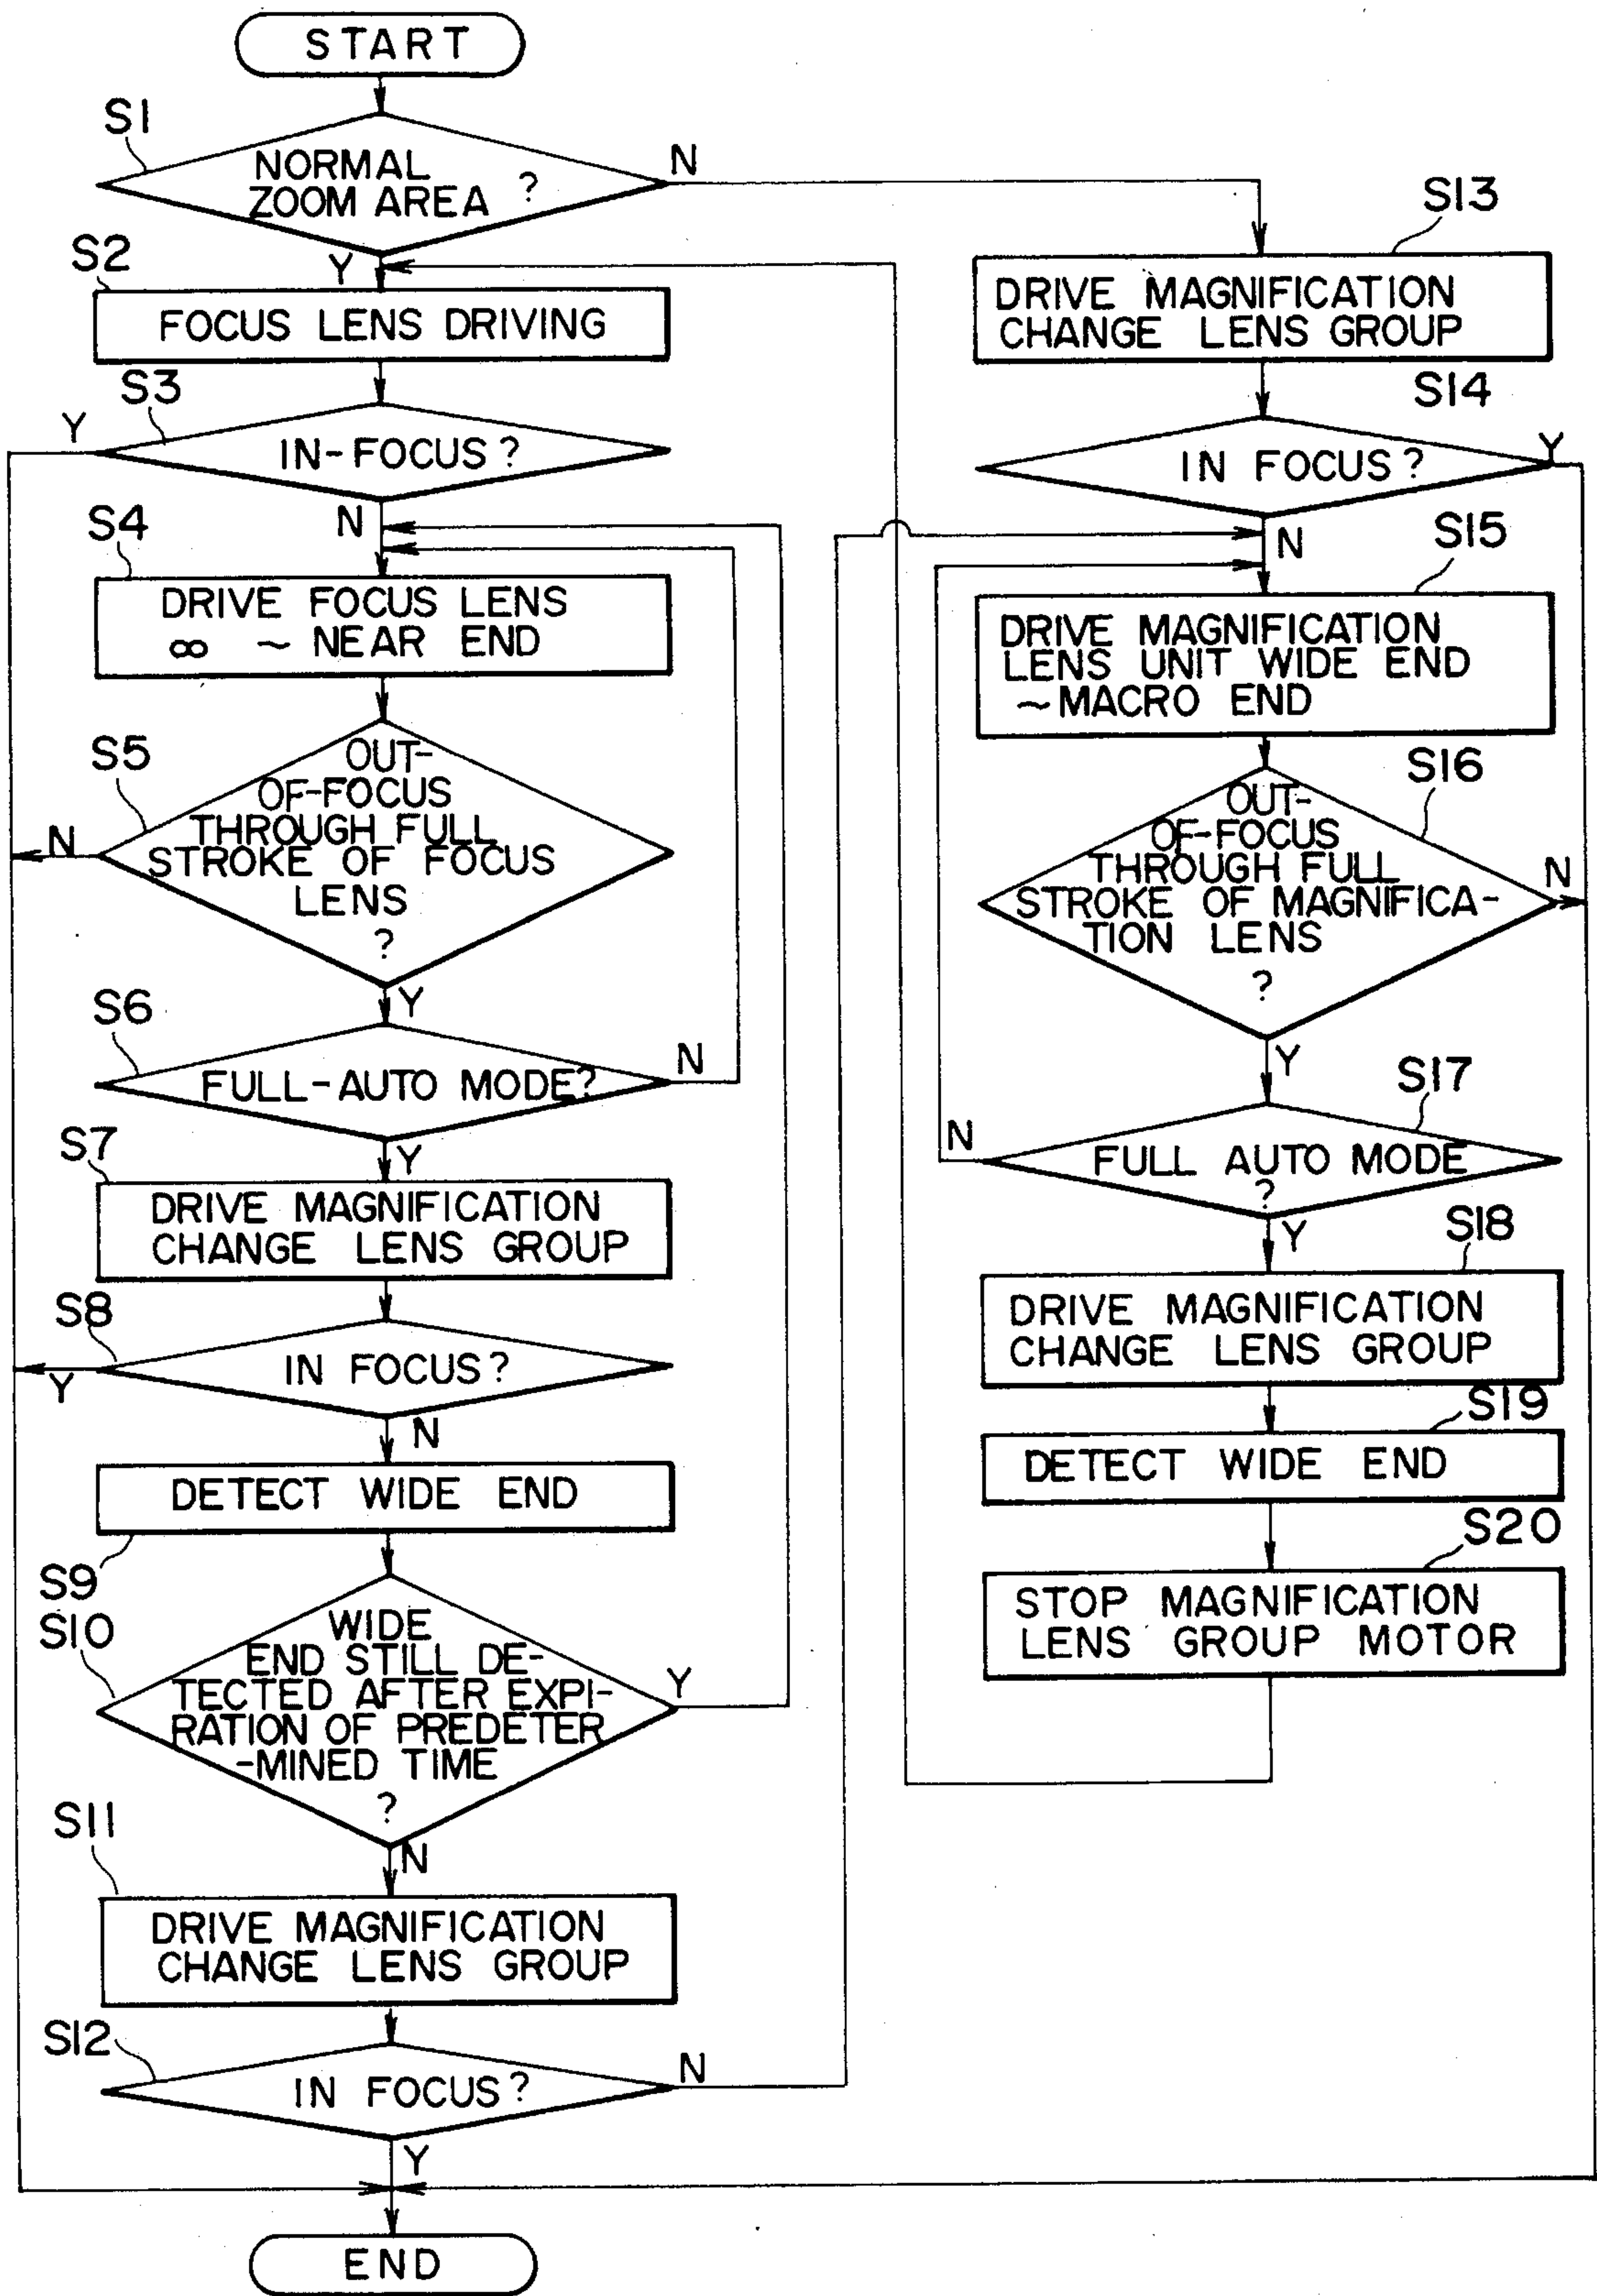 START
S1
NORMAL
ZOOM AREA ?
N
Y
S2
FOCUS LENS DRIVING
S3
Y
IN-FOCUS?
N
S4
DRIVE FOCUS LENS
∞ ~ NEAR END
S5
OUT-
OF-FOCUS
THROUGH FULL
STROKE OF FOCUS
LENS
?
N
Y
S6
FULL-AUTO MODE?
N
Y
S7
DRIVE MAGNIFICATION
CHANGE LENS GROUP
S8
IN FOCUS?
Y
N
DETECT WIDE END
S9
S10
WIDE
END STILL DE-
TECTED AFTER EXPI-
RATION OF PREDETER
-MINED TIME
?
Y
N
S11
DRIVE MAGNIFICATION
CHANGE LENS GROUP
S12
IN FOCUS?
N
Y
END
S13
DRIVE MAGNIFICATION
CHANGE LENS GROUP
S14
IN FOCUS?
Y
N
S15
DRIVE MAGNIFICATION
LENS UNIT WIDE END
~MACRO END
S16
OUT-
OF-FOCUS
THROUGH FULL
STROKE OF MAGNIFICA-
TION LENS
?
N
Y
S17
N
FULL AUTO MODE
?
Y
S18
DRIVE MAGNIFICATION
CHANGE LENS GROUP
S19
DETECT WIDE END
S20
STOP MAGNIFICATION
LENS GROUP MOTOR